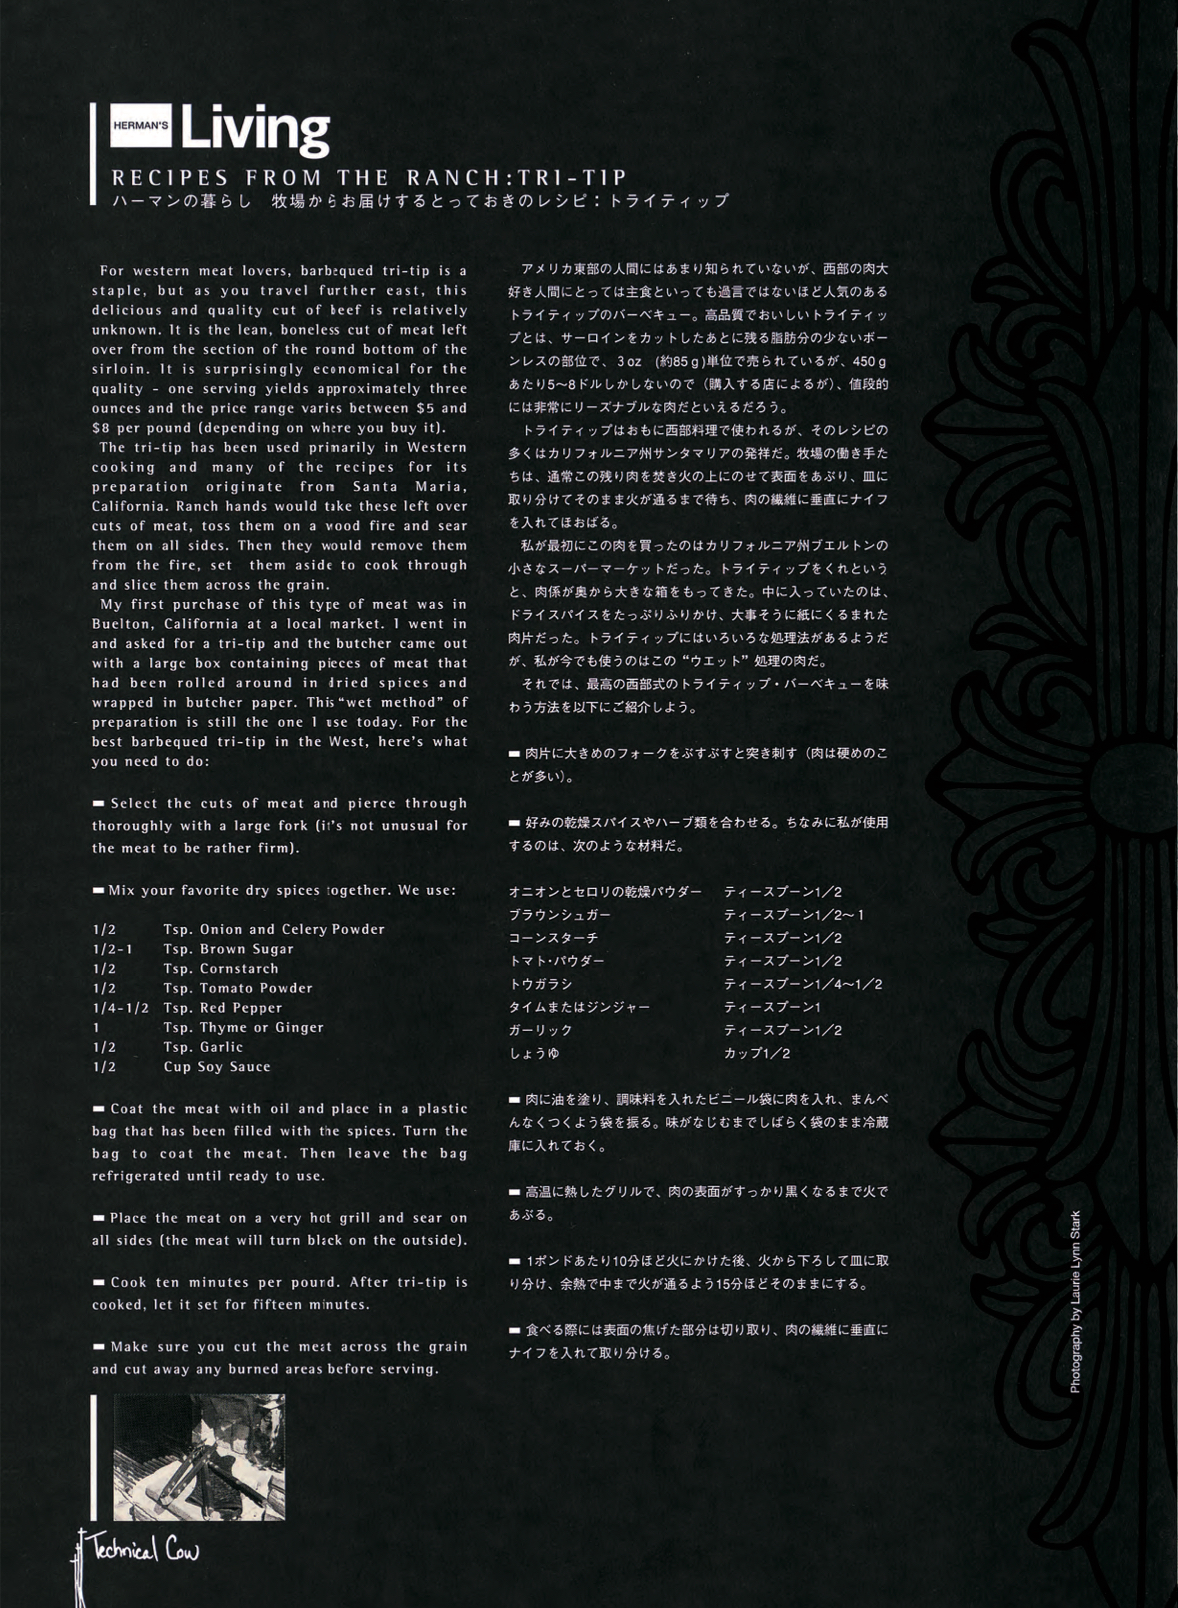 HERMAN'S Living
RECIPES FROM THE RANCH:TRI-TIP
ハーマンの暮らし　牧場からお届けするとっておきのレシピ：トライティップ
For western meat lovers, barbequed tri-tip is a
staple, but as you travel further east, this
delicious and quality cut of beef is relatively
unknown. It is the lean, boneless cut of meat left
over from the section of the round bottom of the
sirloin. It is surprisingly economical for the
quality - one serving yields approximately three
ounces and the price range varies between $5 and
$8 per pound (depending on where you buy it).
The tri-tip has been used primarily in Western
cooking and many of the recipes for its
preparation originate from Santa Maria,
California. Ranch hands would take these left over
cuts of meat, toss them on a wood fire and sear
them on all sides. Then they would remove them
from the fire, set them aside to cook through
and slice them across the grain.
My first purchase of this type of meat was in
Buelton, California at a local market. I went in
and asked for a tri-tip and the butcher came out
with a large box containing pieces of meat that
had been rolled around in dried spices and
wrapped in butcher paper. This “wet method” of
preparation is still the one I use today. For the
best barbequed tri-tip in the West, here's what
you need to do:
Select the cuts of meat and pierce through
thoroughly with a large fork (it's not unusual for
the meat to be rather firm).
Mix your favorite dry spices together. We use:
1/2 Tsp. Onion and Celery Powder
1/2-1 Tsp. Brown Sugar
1/2 Tsp. Cornstarch
1/2 Tsp. Tomato Powder
1/4-1/2 Tsp. Red Pepper
1 Tsp. Thyme or Ginger
1/2 Tsp. Garlic
1/2 Cup Soy Sauce
Coat the meat with oil and place in a plastic
bag that has been filled with the spices. Turn the
bag to coat the meat. Then leave the bag
refrigerated until ready to use.
Place the meat on a very hot grill and sear on
all sides (the meat will turn black on the outside).
Cook ten minutes per pound. After tri-tip is
cooked, let it set for fifteen minutes.
Make sure you cut the meat across the grain
and cut away any burned areas before serving.
アメリカ東部の人間にはあまり知られていないが、西部の肉大
好き人間にとっては主食といっても過言ではないほど人気のある
トライティップのバーベキュー。高品質でおいしいトライティッ
プとは、サーロインをカットしたあとに残る脂肪分の少ないボー
ンレスの部位で、3 oz　(約85ｇ)単位で売られているが、450ｇ
あたり5〜8ドルしかしないので（購入する店によるが）、値段的
には非常にリーズナブルな肉だといえるだろう。
トライティップはおもに西部料理で使われるが、そのレシピの
多くはカリフォルニア州サンタマリアの発祥だ。牧場の働き手た
ちは、通常この残り肉を焚き火の上にのせて表面をあぶり、皿に
取り分けてそのまま火が通るまで待ち、肉の繊維に垂直にナイフ
を入れてほおばる。
私が最初にこの肉を買ったのはカリフォルニア州ブエルトンの
小さなスーパーマーケットだった。トライティップをくれという
と、肉係が奥から大きな箱をもってきた。中に入っていたのは、
ドライスパイスをたっぷりふりかけ、大事そうに紙にくるまれた
肉片だった。トライティップにはいろいろな処理法があるようだ
が、私が今でも使うのはこの “ウエット” 処理の肉だ。
それでは、最高の西部式のトライティップ・バーベキューを味
わう方法を以下にご紹介しよう。
肉片に大きめのフォークをぶすぶすと突き刺す（肉は硬めのこ
とが多い）。
好みの乾燥スパイスやハーブ類を合わせる。ちなみに私が使用
するのは、次のような材料だ。
オニオンとセロリの乾燥パウダー　ティースプーン1／2
ブラウンシュガー　ティースプーン1／2〜1
コーンスターチ　ティースプーン1／2
トマト・パウダー　ティースプーン1／2
トウガラシ　ティースプーン1／4〜1／2
タイムまたはジンジャー　ティースプーン1
ガーリック　ティースプーン1／2
しょうゆ　カップ1／2
肉に油を塗り、調味料を入れたビニール袋に肉を入れ、まんべ
んなくつくよう袋を振る。味がなじむまでしばらく袋のまま冷蔵
庫に入れておく。
高温に熱したグリルで、肉の表面がすっかり黒くなるまで火で
あぶる。
1ポンドあたり10分ほど火にかけた後、火から下ろして皿に取
り分け、余熱で中まで火が通るよう15分ほどそのままにする。
食べる際には表面の焦げた部分は切り取り、肉の繊維に垂直に
ナイフを入れて取り分ける。
Photography by Laurie Lynn Stark
Technical Cow